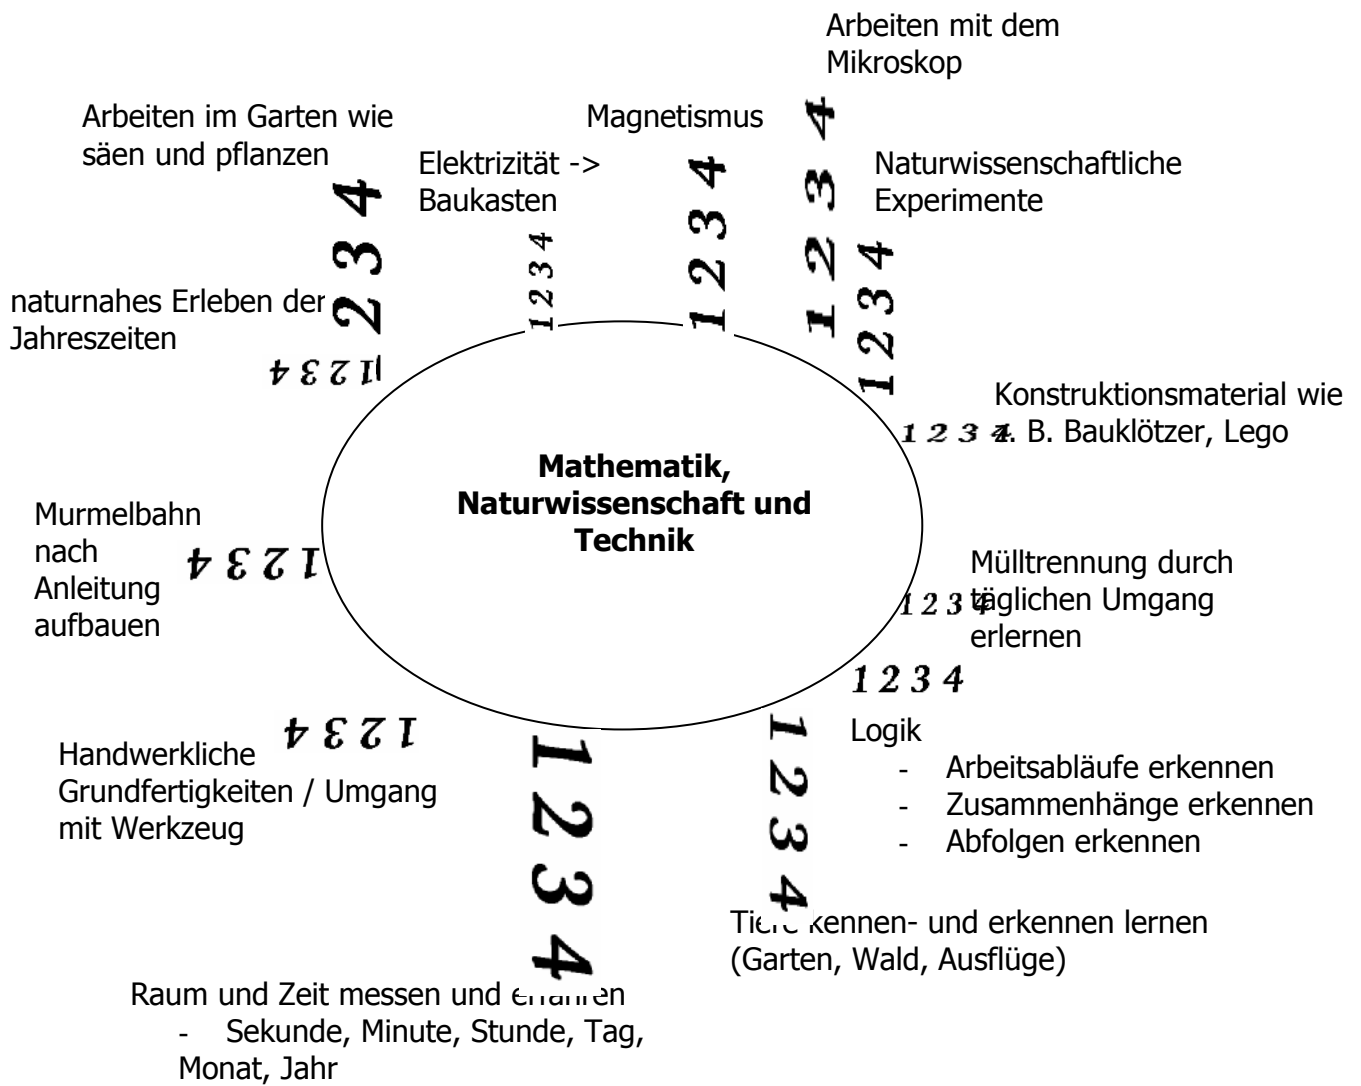 Arbeiten mit dem
Mikroskop
Arbeiten im Garten wie
säen und pflanzen
1 2 3 4
Elektrizität ->
Baukasten
1 2 3 4
Magnetismus
1 2 3 4
1 2 3 4
Naturwissenschaftliche
Experimente
1 2 3 4
naturnahes Erleben der
Jahreszeiten
2 3 4
Konstruktionsmaterial wie
1 2 3 4 B. Bauklötzer, Lego
Mathematik,
Naturwissenschaft und
Technik
Murmelbahn
nach
Anleitung
aufbauen
1 2 3 4
Mülltrennung durch
1 2 3 4 täglichen Umgang
erlernen
1 2 3 4
Logik
- Arbeitsabläufe erkennen
- Zusammenhänge erkennen
- Abfolgen erkennen
1 2 3 4
Handwerkliche
Grundfertigkeiten / Umgang
mit Werkzeug
1 2 3 4
1 2 3 4
Tiere kennen- und erkennen lernen
(Garten, Wald, Ausflüge)
Raum und Zeit messen und erfahren
- Sekunde, Minute, Stunde, Tag,
Monat, Jahr